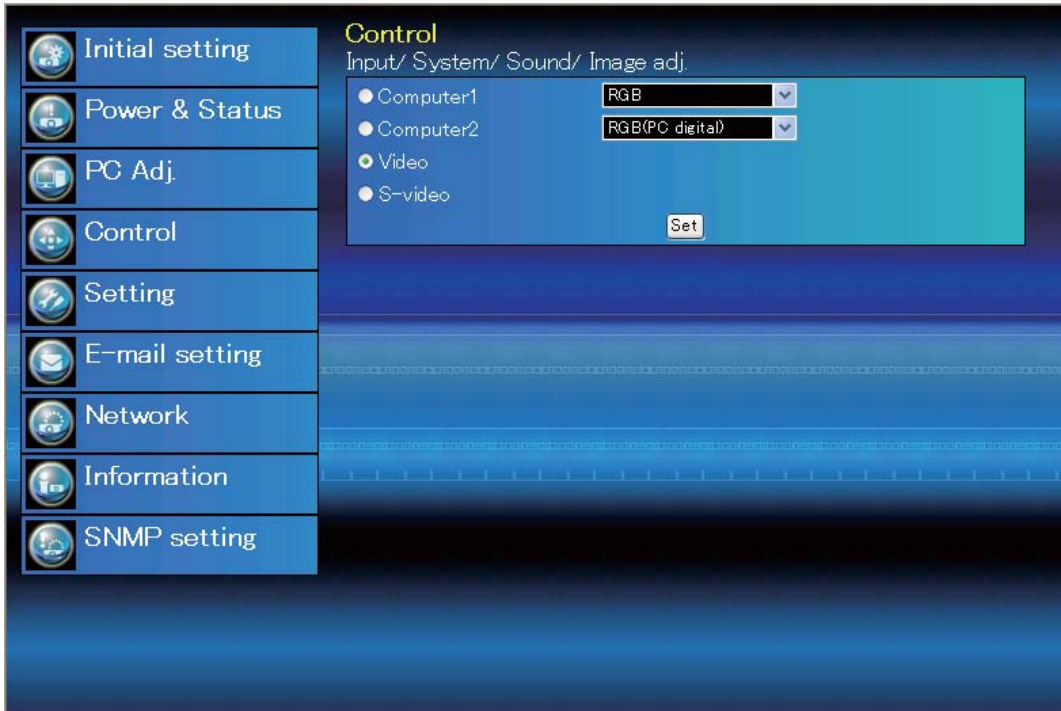 Initial setting
Power & Status
PC Adj.
Control
Setting
E-mail setting
Network
Information
SNMP setting
Control
Input/ System/ Sound/ Image adj.
Computer1 RGB
Computer2 RGB(PC digital)
Video
S-video
Set